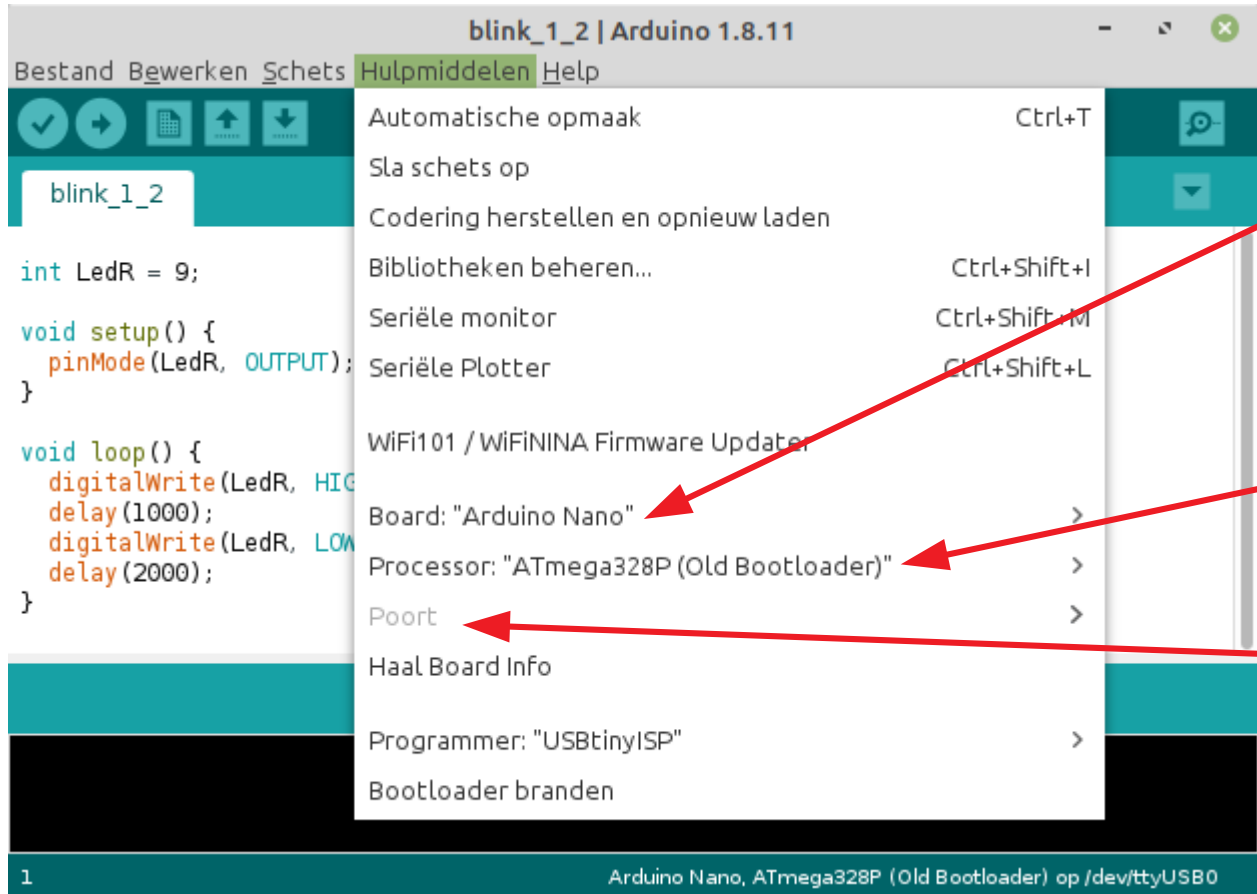 blink_1_2 | Arduino 1.8.11
Bestand Bewerken Schets Hulpmiddelen Help
blink_1_2
int LedR = 9;
void setup() {
pinMode(LedR, OUTPUT);
}
void loop() {
digitalWrite(LedR, HIG
delay(1000);
digitalWrite(LedR, LOW
delay(2000);
}
Automatische opmaak Ctrl+T
Sla schets op
Codering herstellen en opnieuw laden
Bibliotheken beheren... Ctrl+Shift+I
Seriële monitor Ctrl+Shift+M
Seriële Plotter Ctrl+Shift+L
WiFi101 / WiFiNINA Firmware Updater
Board: "Arduino Nano"
Processor: "ATmega328P (Old Bootloader)"
Poort
Haal Board Info
Programmer: "USBtinyISP"
Bootloader branden
1 Arduino Nano, ATmega328P (Old Bootloader) op /dev/ttyUSB0